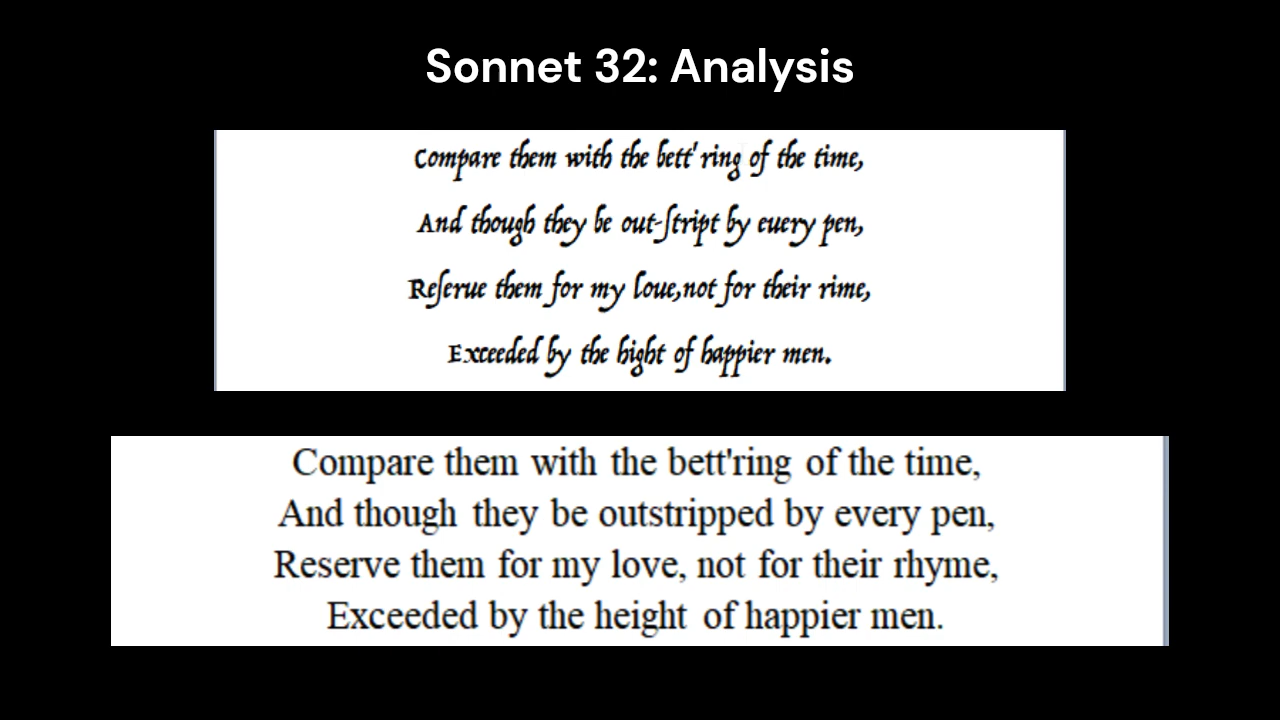 Sonnet 32: Analysis
Compare them with the bett'ring of the time,
And though they be out-ſtript by euery pen,
Reſerue them for my loue,not for their rime,
Exceeded by the hight of happier men.
Compare them with the bett'ring of the time,
And though they be outstripped by every pen,
Reserve them for my love, not for their rhyme,
Exceeded by the height of happier men.